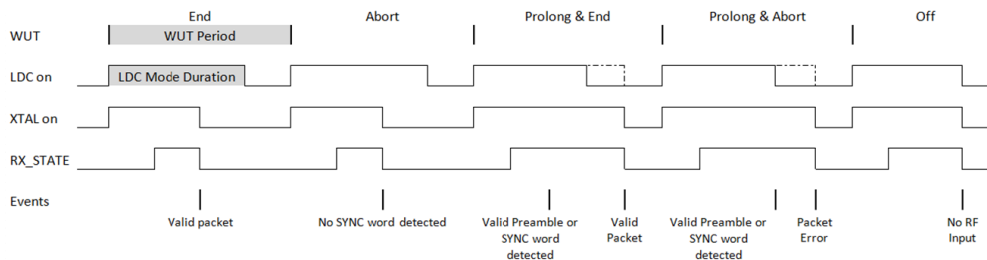 End Abort Prolong & End Prolong & Abort Off
WUT WUT Period
LDC on LDC Mode Duration
XTAL on
RX_STATE
Events
Valid packet No SYNC word detected Valid Preamble or Valid Valid Preamble or Packet No RF
SYNC word Packet SYNC word Error Input
detected detected